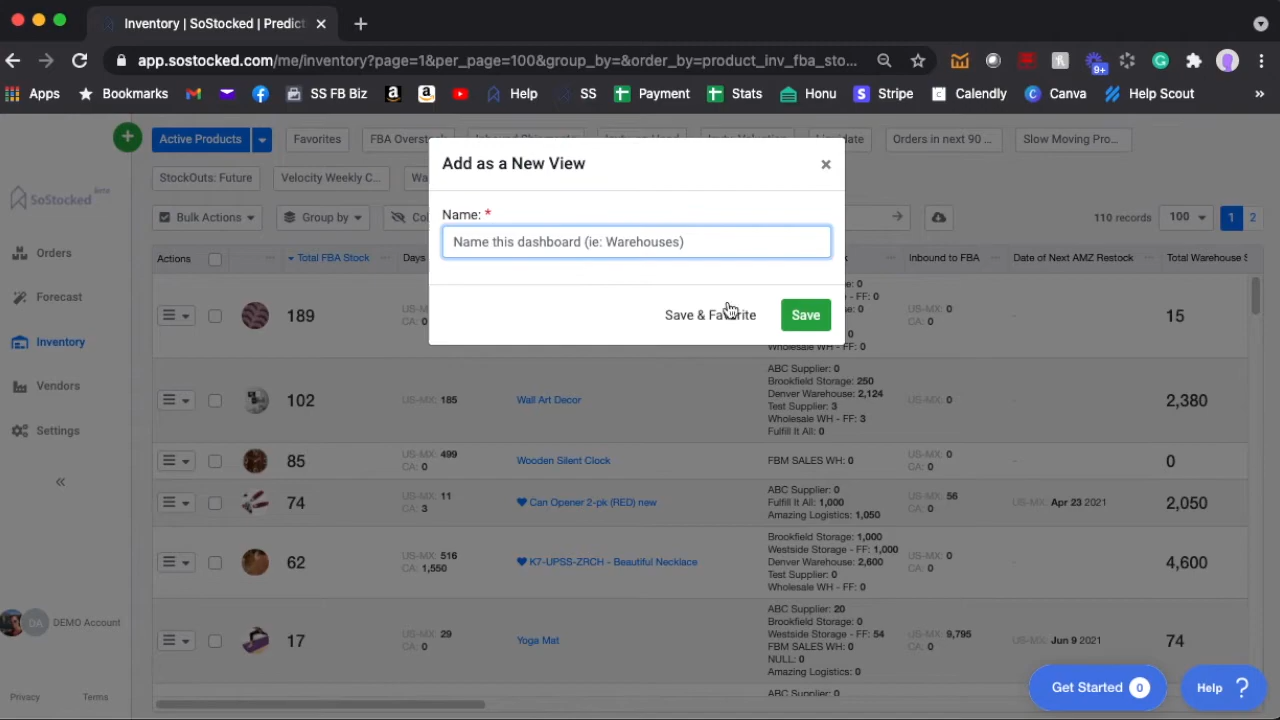 Inventory | SoStocked | Predict
app.sostocked.com/me/inventory?page=1&per_page=100&group_by=&order_by=product_inv_fba_sto...
9+
Apps Bookmarks SS FB Biz Help SS Payment Stats Honu Stripe Calendly Canva Help Scout »
Active Products Favorites FBA Overstock Orders in next 90 ... Slow Moving Pro...
Add as a New View ×
StockOuts: Future Velocity Weekly C... Wa
SoStocked Beta
Name: *
Bulk Actions Group by Col 110 records 100 1 2
Name this dashboard (ie: Warehouses)
Orders
Actions Total FBA Stock Days Inbound to FBA Date of Next AMZ Restock Total Warehouse S
Forecast
Save & Favorite Save
189 US-M CA: 0 US-MX: 0 CA: 0 15
Wholesale WH - FF: 0
Inventory
Vendors
102 US-MX: 185 Wall Art Decor
ABC Supplier: 0
Brookfield Storage: 250
Denver Warehouse: 2,124
Test Supplier: 3
Wholesale WH - FF: 3
Fulfill It All: 0
US-MX: 0 - 2,380
Settings
85 US-MX: 499
CA: 0
Wooden Silent Clock FBM SALES WH: 0
US-MX: 0
CA: 0
- 0
«
74 US-MX: 11
CA: 3
Can Opener 2-pk (RED) new
ABC Supplier: 0
Fulfill It All: 1,000
Amazing Logistics: 1,050
US-MX: 56
CA: 0
US-MX: Apr 23 2021 2,050
62 US-MX: 516
CA: 1,550
K7-UPSS-ZRCH - Beautiful Necklace
Brookfield Storage: 1,000
Westside Storage - FF: 1,000
Denver Warehouse: 2,600
Test Supplier: 0
Wholesale WH - FF: 0
US-MX: 0
CA: 0
- 4,600
DA DEMO Account
17 US-MX: 29
CA: 0
Yoga Mat
ABC Supplier: 20
Brookfield Storage: 0
Westside Storage - FF: 54
FBM SALES WH: 0
NULL: 0
Amazing Logistics: 0
US-MX: 9,795
CA: 0
US-MX: Jun 9 2021 74
ABC Supplier: 0
Privacy Terms
Get Started 0
Help ?